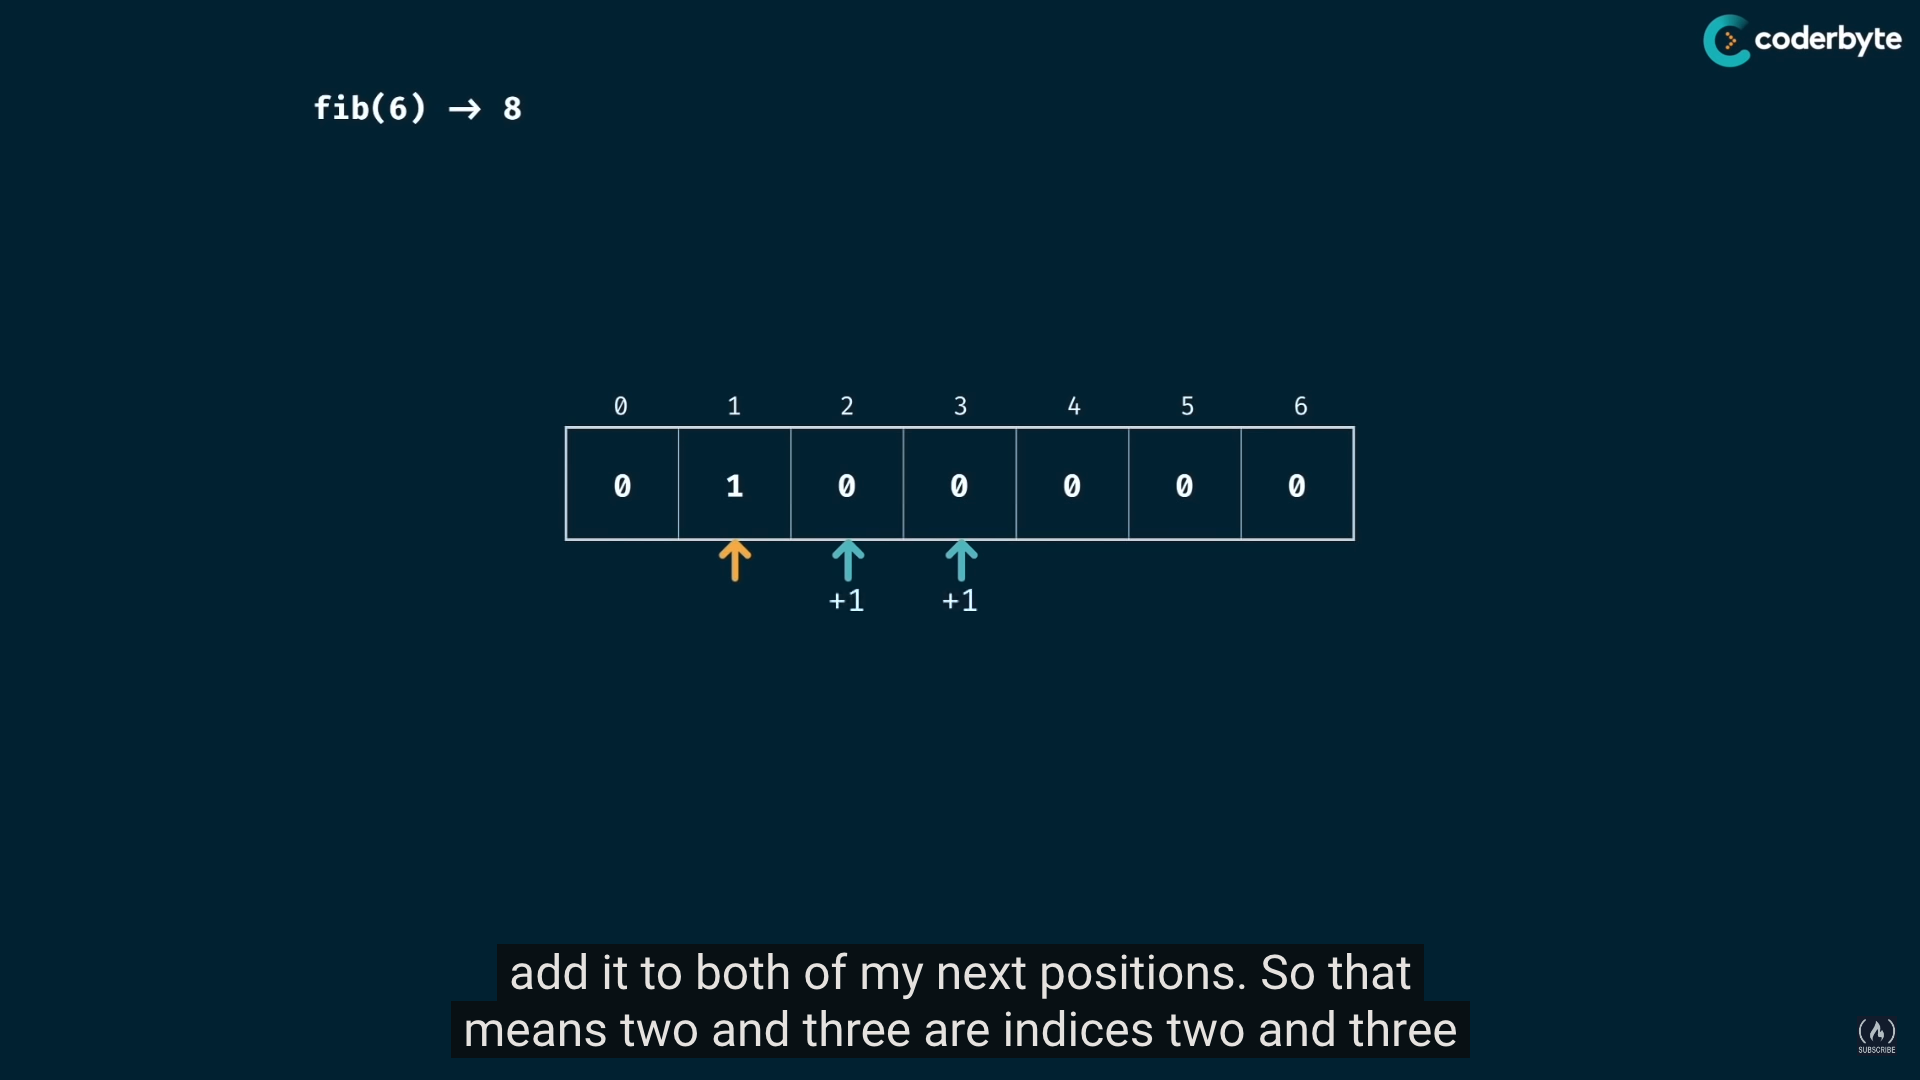 coderbyte
fib(6) → 8
0 1 2 3 4 5 6
0 1 0 0 0 0 0
+1 +1
add it to both of my next positions. So that
means two and three are indices two and three
SUBSCRIBE